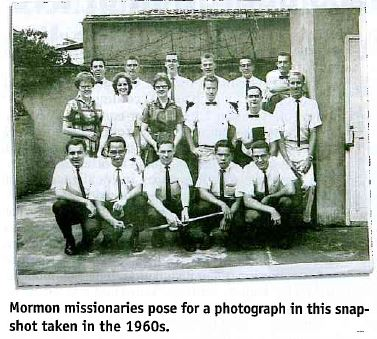 Mormon missionaries pose for a photograph in this snap-
shot taken in the 1960s.